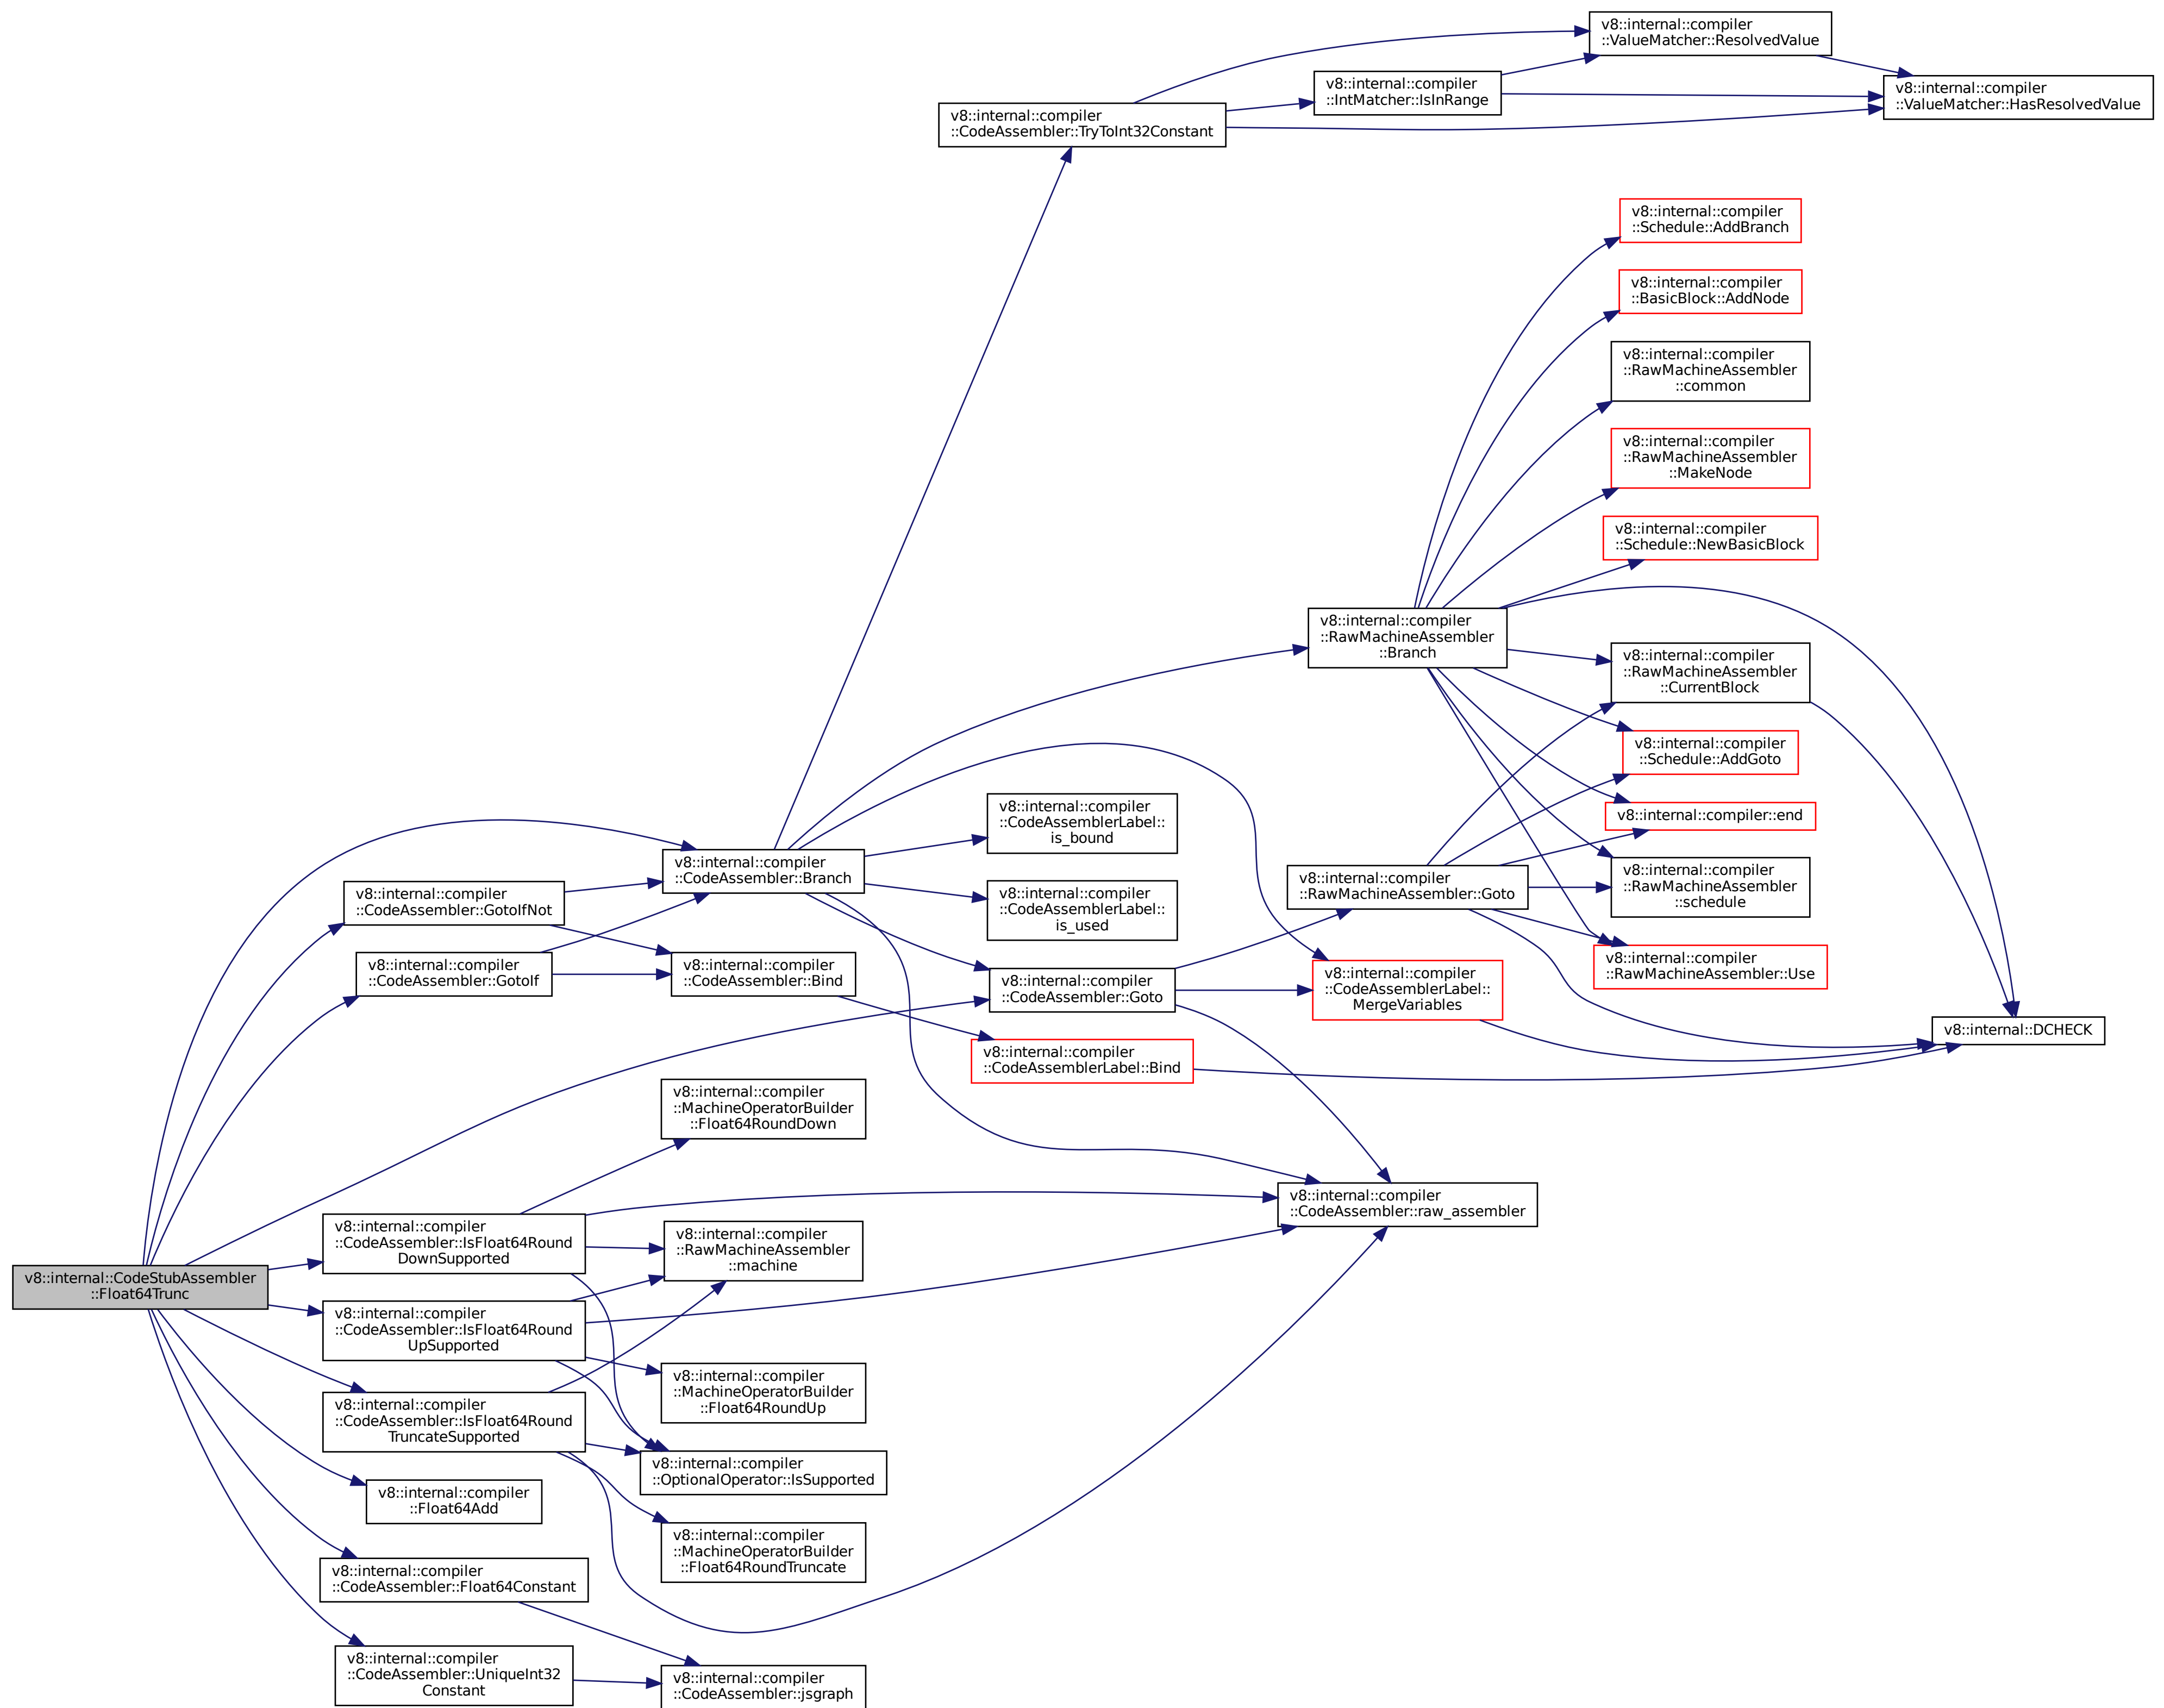 v8::internal::compiler
::ValueMatcher::ResolvedValue
v8::internal::compiler
::IntMatcher::IsInRange
v8::internal::compiler
::ValueMatcher::HasResolvedValue
v8::internal::compiler
::CodeAssembler::TryToInt32Constant
v8::internal::compiler
::Schedule::AddBranch
v8::internal::compiler
::BasicBlock::AddNode
v8::internal::compiler
::RawMachineAssembler
::common
v8::internal::compiler
::RawMachineAssembler
::MakeNode
v8::internal::compiler
::Schedule::NewBasicBlock
v8::internal::compiler
::RawMachineAssembler
::Branch
v8::internal::compiler
::RawMachineAssembler
::CurrentBlock
v8::internal::compiler
::Schedule::AddGoto
v8::internal::compiler::end
v8::internal::compiler
::CodeAssemblerLabel::
is_bound
v8::internal::compiler
::CodeAssembler::Branch
v8::internal::compiler
::RawMachineAssembler
::schedule
v8::internal::compiler
::RawMachineAssembler::Goto
v8::internal::compiler
::CodeAssembler::GotoIfNot
v8::internal::compiler
::CodeAssemblerLabel::
is_used
v8::internal::compiler
::RawMachineAssembler::Use
v8::internal::compiler
::CodeAssembler::GotoIf
v8::internal::compiler
::CodeAssembler::Bind
v8::internal::compiler
::CodeAssembler::Goto
v8::internal::compiler
::CodeAssemblerLabel::
MergeVariables
v8::internal::DCHECK
v8::internal::compiler
::CodeAssemblerLabel::Bind
v8::internal::compiler
::MachineOperatorBuilder
::Float64RoundDown
v8::internal::compiler
::CodeAssembler::raw_assembler
v8::internal::compiler
::CodeAssembler::IsFloat64Round
DownSupported
v8::internal::compiler
::RawMachineAssembler
::machine
v8::internal::CodeStubAssembler
::Float64Trunc
v8::internal::compiler
::CodeAssembler::IsFloat64Round
UpSupported
v8::internal::compiler
::MachineOperatorBuilder
::Float64RoundUp
v8::internal::compiler
::CodeAssembler::IsFloat64Round
TruncateSupported
v8::internal::compiler
::OptionalOperator::IsSupported
v8::internal::compiler
::Float64Add
v8::internal::compiler
::MachineOperatorBuilder
::Float64RoundTruncate
v8::internal::compiler
::CodeAssembler::Float64Constant
v8::internal::compiler
::CodeAssembler::UniqueInt32
Constant
v8::internal::compiler
::CodeAssembler::jsgraph